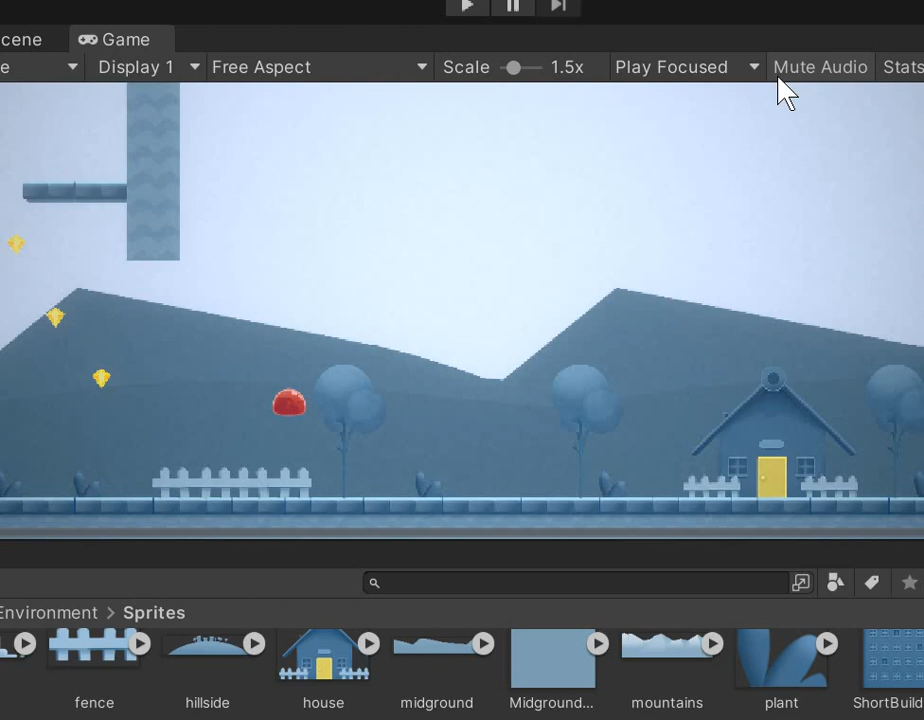 cene Game
e Display 1 Free Aspect Scale 1.5x Play Focused Mute Audio Stats
Environment > Sprites
fence hillside house midground Midground... mountains plant ShortBuild